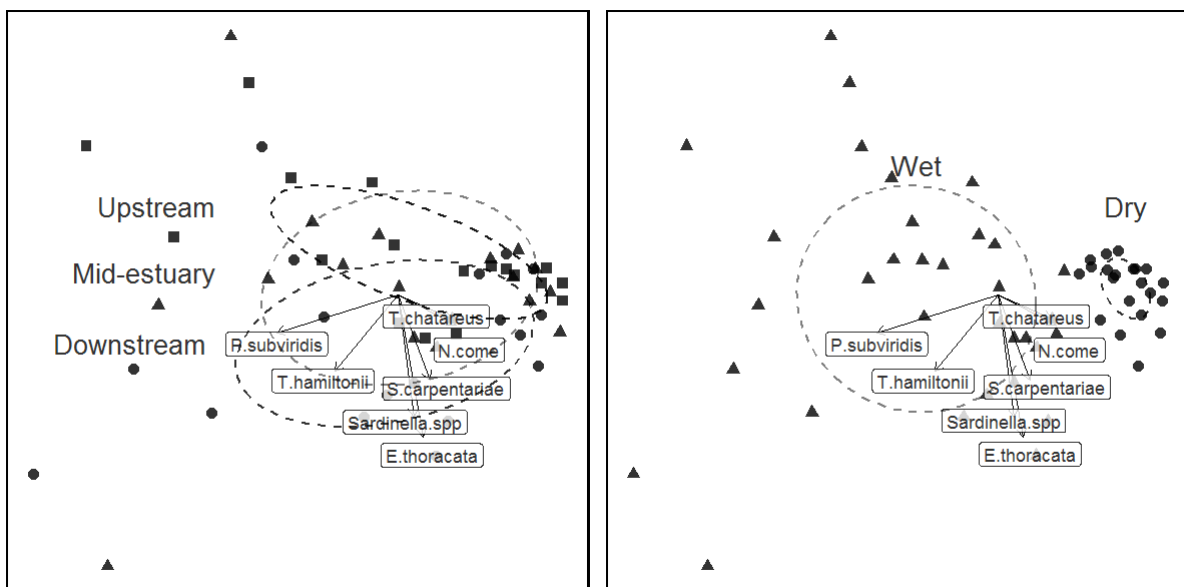 Upstream
Mid-estuary
Downstream
T.chatareus
P.subviridis
N.come
T.hamiltonii
S.carpentariae
Sardinella.spp
E.thoracata
Wet
Dry
T.chatareus
P.subviridis
N.come
T.hamiltonii
S.carpentariae
Sardinella.spp
E.thoracata